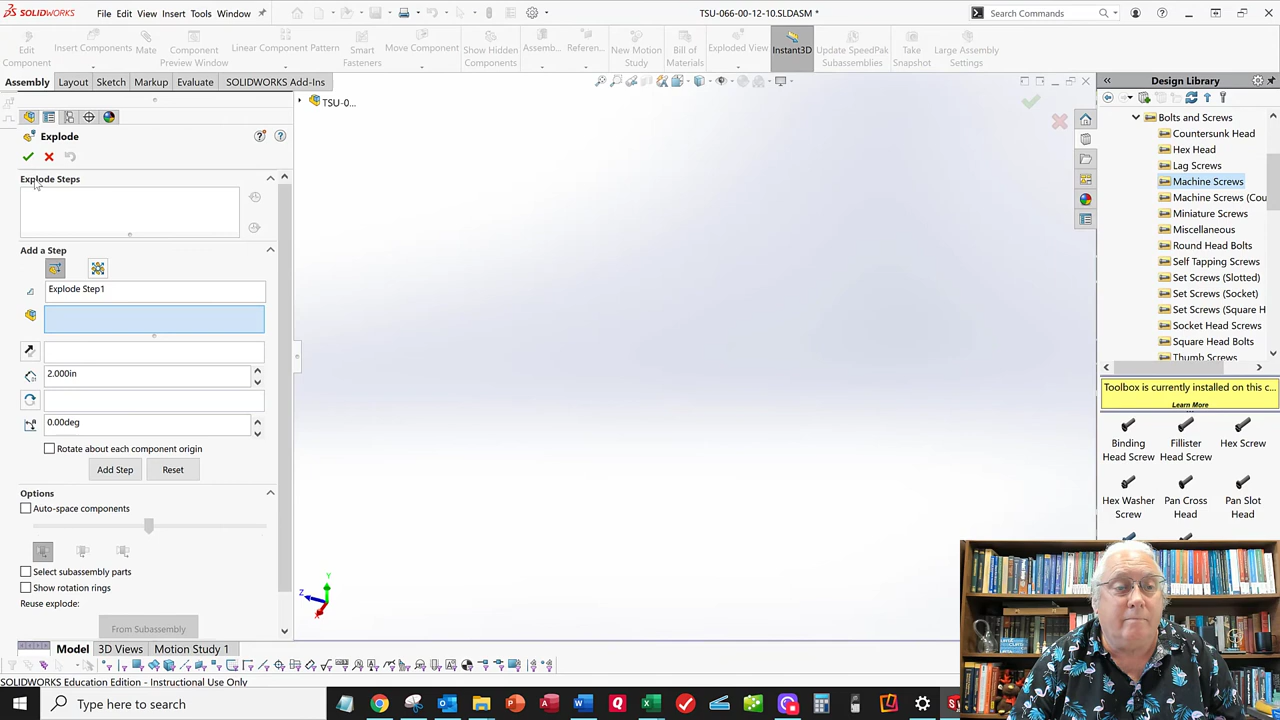 SOLIDWORKS
File Edit View Insert Tools Window
TSU-066-00-12-10.SLDASM *
Search Commands
Edit Component
Insert Components
Mate
Component Preview Window
Linear Component Pattern
Smart Fasteners
Move Component
Show Hidden Components
Assemb...
Referen...
New Motion Study
Bill of Materials
Exploded View
Instant3D
Update SpeedPak Subassemblies
Take Snapshot
Large Assembly Settings
Assembly Layout Sketch Markup Evaluate SOLIDWORKS Add-Ins
Design Library
TSU-0...
Explode
Explode Steps
Add a Step
Explode Step1
2.000in
0.00deg
Rotate about each component origin
Add Step Reset
Options
Auto-space components
Select subassembly parts
Show rotation rings
Reuse explode:
From Subassembly
Y
Z
X
Bolts and Screws
Countersunk Head
Hex Head
Lag Screws
Machine Screws
Machine Screws (Cou
Miniature Screws
Miscellaneous
Round Head Bolts
Self Tapping Screws
Set Screws (Slotted)
Set Screws (Socket)
Set Screws (Square H
Socket Head Screws
Square Head Bolts
Thumb Screws
Toolbox is currently installed on this c...
Learn More
Binding Head Screw
Fillister Head Screw
Hex Screw
Hex Washer Screw
Pan Cross Head
Pan Slot Head
Model 3D Views Motion Study 1
SOLIDWORKS Education Edition - Instructional Use Only
Type here to search